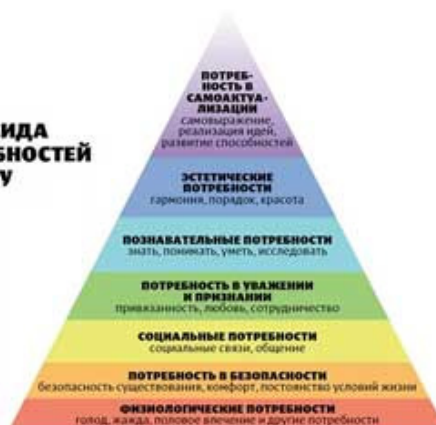 ИДА
БНОСТЕЙ
У
ПОТРЕБ-
НОСТЬ В
САМОАКТУА-
ЛИЗАЦИИ
самовыражение,
реализация идей,
развитие способностей
ЭСТЕТИЧЕСКИЕ
ПОТРЕБНОСТИ
гармония, порядок, красота
ПОЗНАВАТЕЛЬНЫЕ ПОТРЕБНОСТИ
знать, понимать, уметь, исследовать
ПОТРЕБНОСТЬ В УВАЖЕНИИ
И ПРИЗНАНИИ
привязанность, любовь, сотрудничество
СОЦИАЛЬНЫЕ ПОТРЕБНОСТИ
социальные связи, общение
ПОТРЕБНОСТЬ В БЕЗОПАСНОСТИ
безопасность существования, комфорт, постоянство условий жизни
ФИЗИОЛОГИЧЕСКИЕ ПОТРЕБНОСТИ
голод, жажда, половое влечение и другие потребности